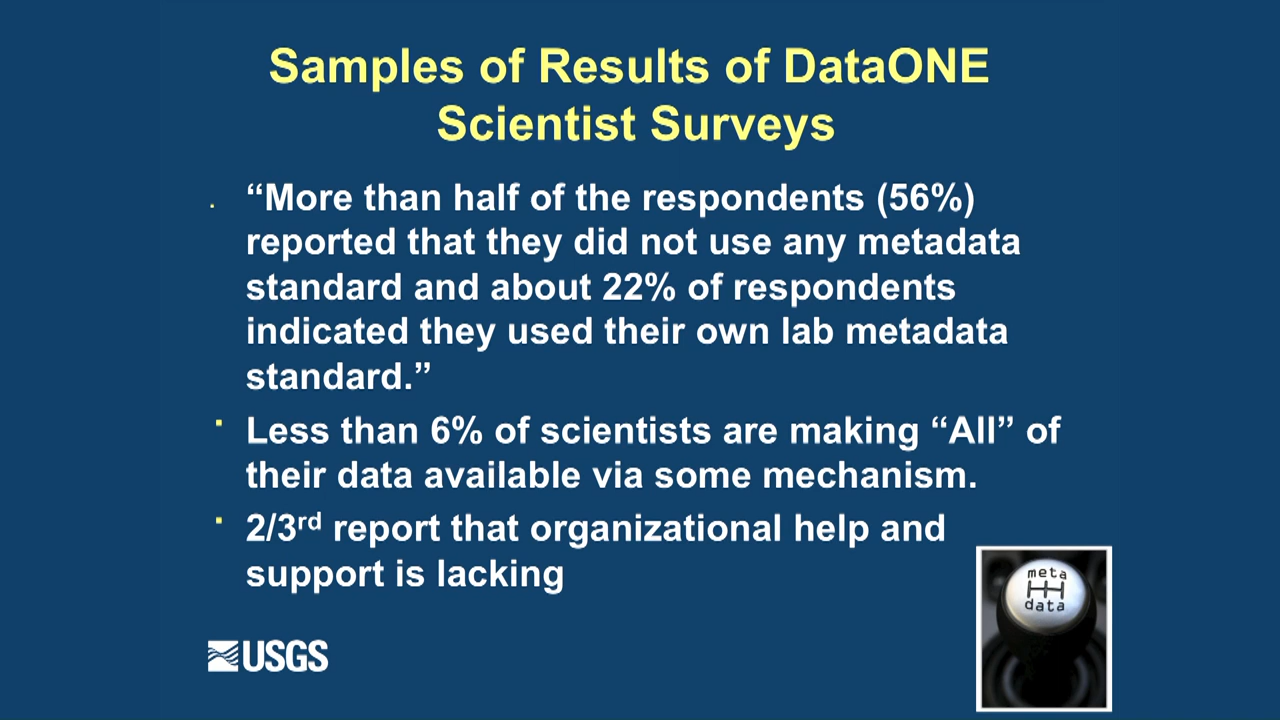 Samples of Results of DataONE
Scientist Surveys
“More than half of the respondents (56%)
reported that they did not use any metadata
standard and about 22% of respondents
indicated they used their own lab metadata
standard.”
Less than 6% of scientists are making “All” of
their data available via some mechanism.
2/3rd report that organizational help and
support is lacking
meta
data
USGS